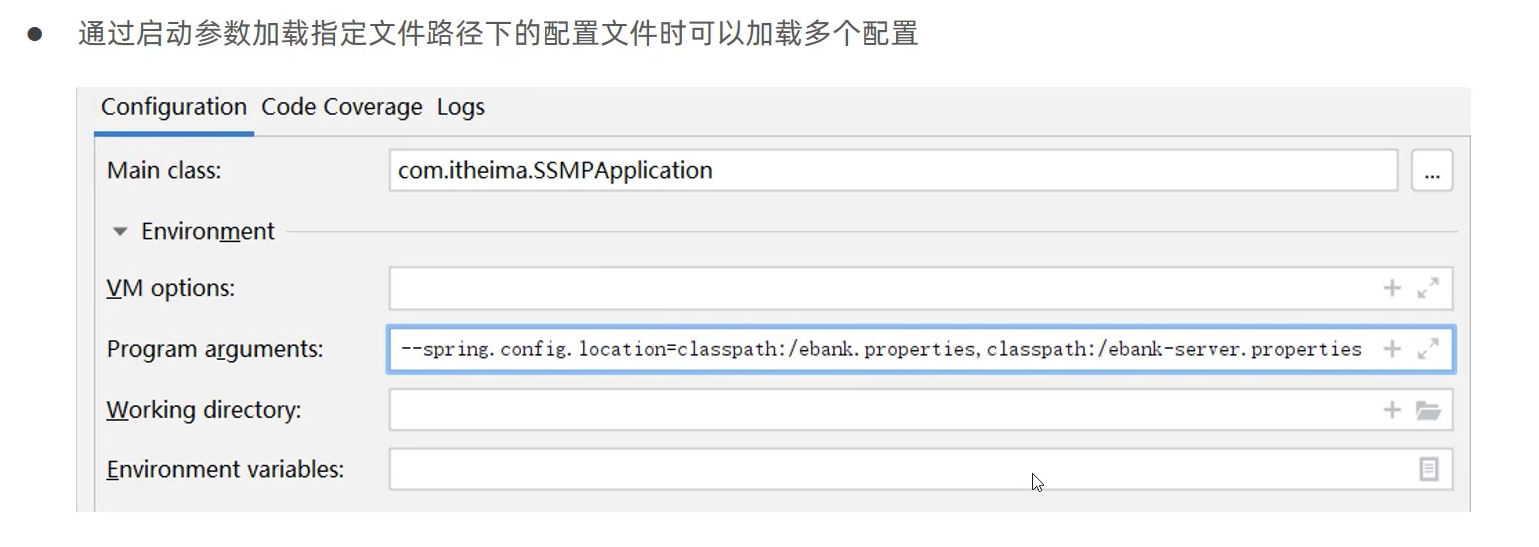 ● 通过启动参数加载指定文件路径下的配置文件时可以加载多个配置
Configuration Code Coverage Logs
Main class: com.itheima.SSMPApplication ...
Environment
VM options:
Program arguments: --spring.config.location=classpath:/ebank.properties,classpath:/ebank-server.properties
Working directory:
Environment variables: